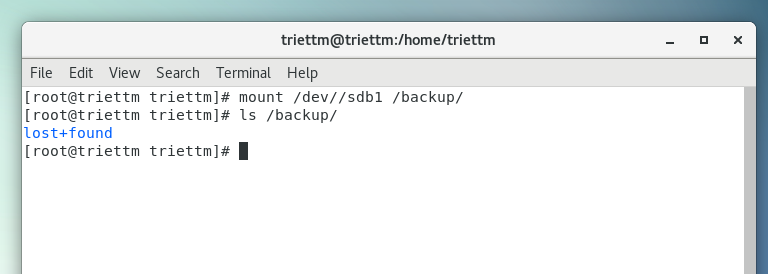 triettm@triettm:/home/triettm
File Edit View Search Terminal Help
[root@triettm triettm]# mount /dev//sdb1 /backup/
[root@triettm triettm]# ls /backup/
lost+found
[root@triettm triettm]#